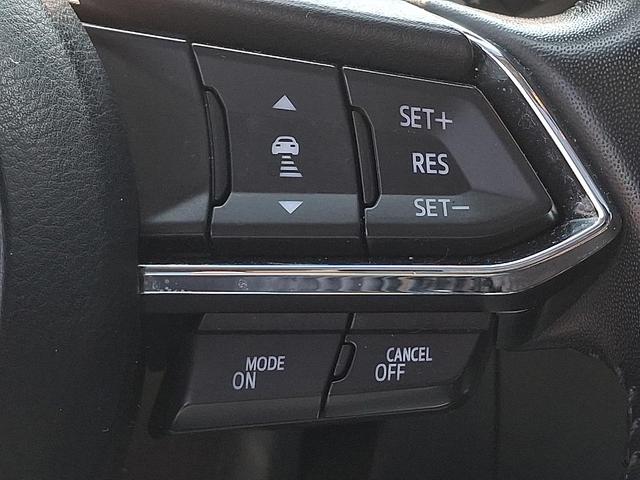 SET+
RES
SET−
MODE
ON
CANCEL
OFF